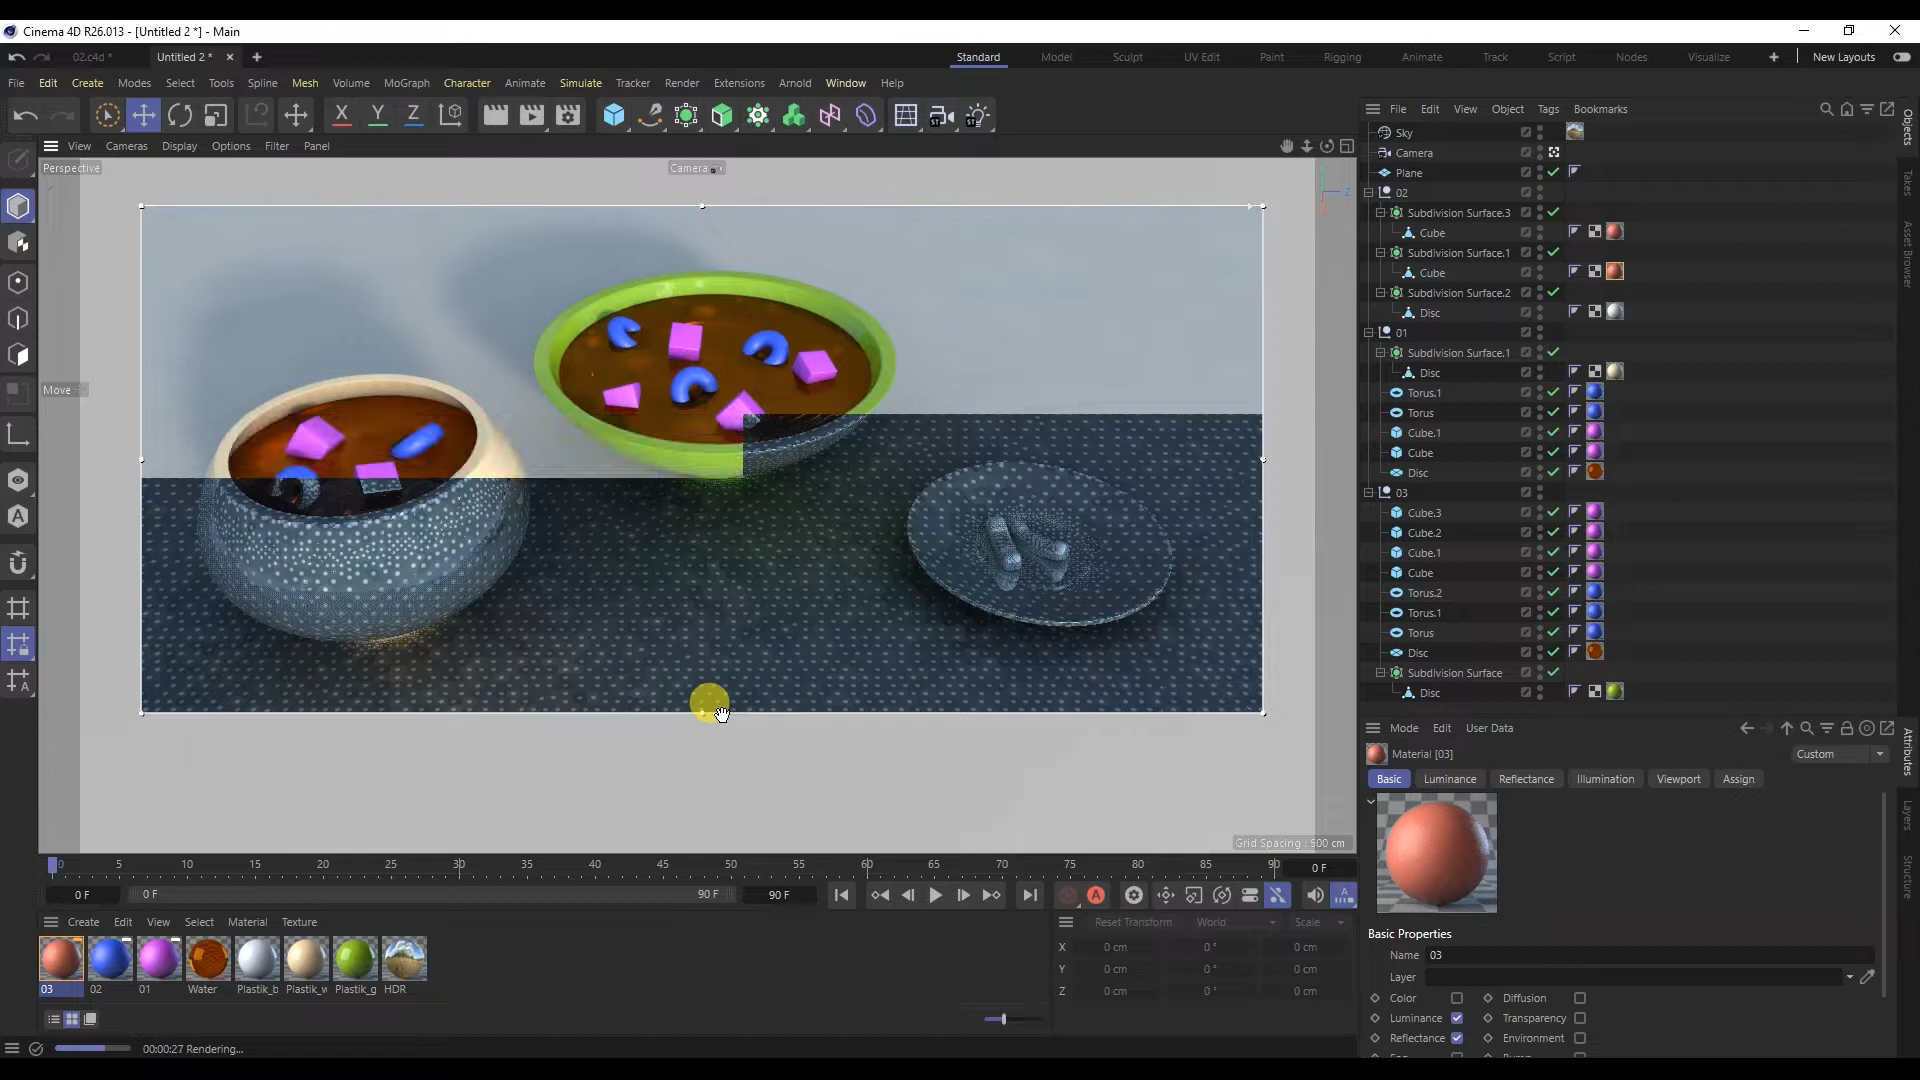 Cinema 4D R26.013 - [Untitled 2 *] - Main
02.c4d * Untitled 2 * Standard Model Sculpt UV Edit Paint Rigging Animate Track Script Nodes Visualize New Layouts
File Edit Create Modes Select Tools Spline Mesh Volume MoGraph Character Animate Simulate Tracker Render Extensions Arnold Window Help
X Y Z
File Edit View Object Tags Bookmarks
View Cameras Display Options Filter Panel
Perspective
Camera
Move
Grid Spacing : 500 cm
Sky
Camera
Plane
02
Subdivision Surface.3
Cube
Subdivision Surface.1
Cube
Subdivision Surface.2
Disc
01
Subdivision Surface.1
Disc
Torus.1
Torus
Cube.1
Cube
Disc
03
Cube.3
Cube.2
Cube.1
Cube
Torus.2
Torus.1
Torus
Disc
Subdivision Surface
Disc
Objects
Takes
Asset Browser
Attributes
Layers
Structure
Mode Edit User Data
Material [03]
Custom
Basic Luminance Reflectance Illumination Viewport Assign
Basic Properties
Name 03
Layer
Color Diffusion
Luminance Transparency
Reflectance Environment
0 5 10 15 20 25 30 35 40 45 50 55 60 65 70 75 80 85 90 0 F
0 F 0 F 90 F 90 F
Create Edit View Select Material Texture
03 02 01 Water Plastik_b Plastik_w Plastik_g HDR
Reset Transform World Scale
X 0 cm 0 ° 0 cm
Y 0 cm 0 ° 0 cm
Z 0 cm 0 ° 0 cm
00:00:27 Rendering...